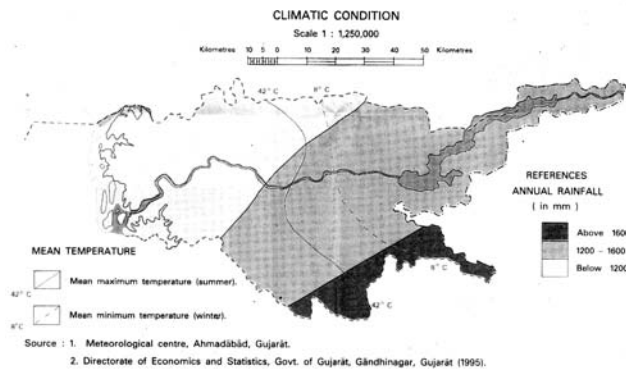 CLIMATIC CONDITION
Scale 1 : 1,250,000
Kilometres 10 5 0 10 20 30 40 50 Kilometres
42° C
8° C
REFERENCES
ANNUAL RAINFALL
( in mm )
Above 1600
1200 - 1600
Below 1200
8° C
42° C
MEAN TEMPERATURE
42° C
Mean maximum temperature (summer).
8°C
Mean minimum temperature (winter).
Source : 1. Meteorological centre, Ahmadābād, Gujarāt.
2. Directorate of Economics and Statistics, Govt. of Gujarāt, Gāndhinagar, Gujarāt (1995).